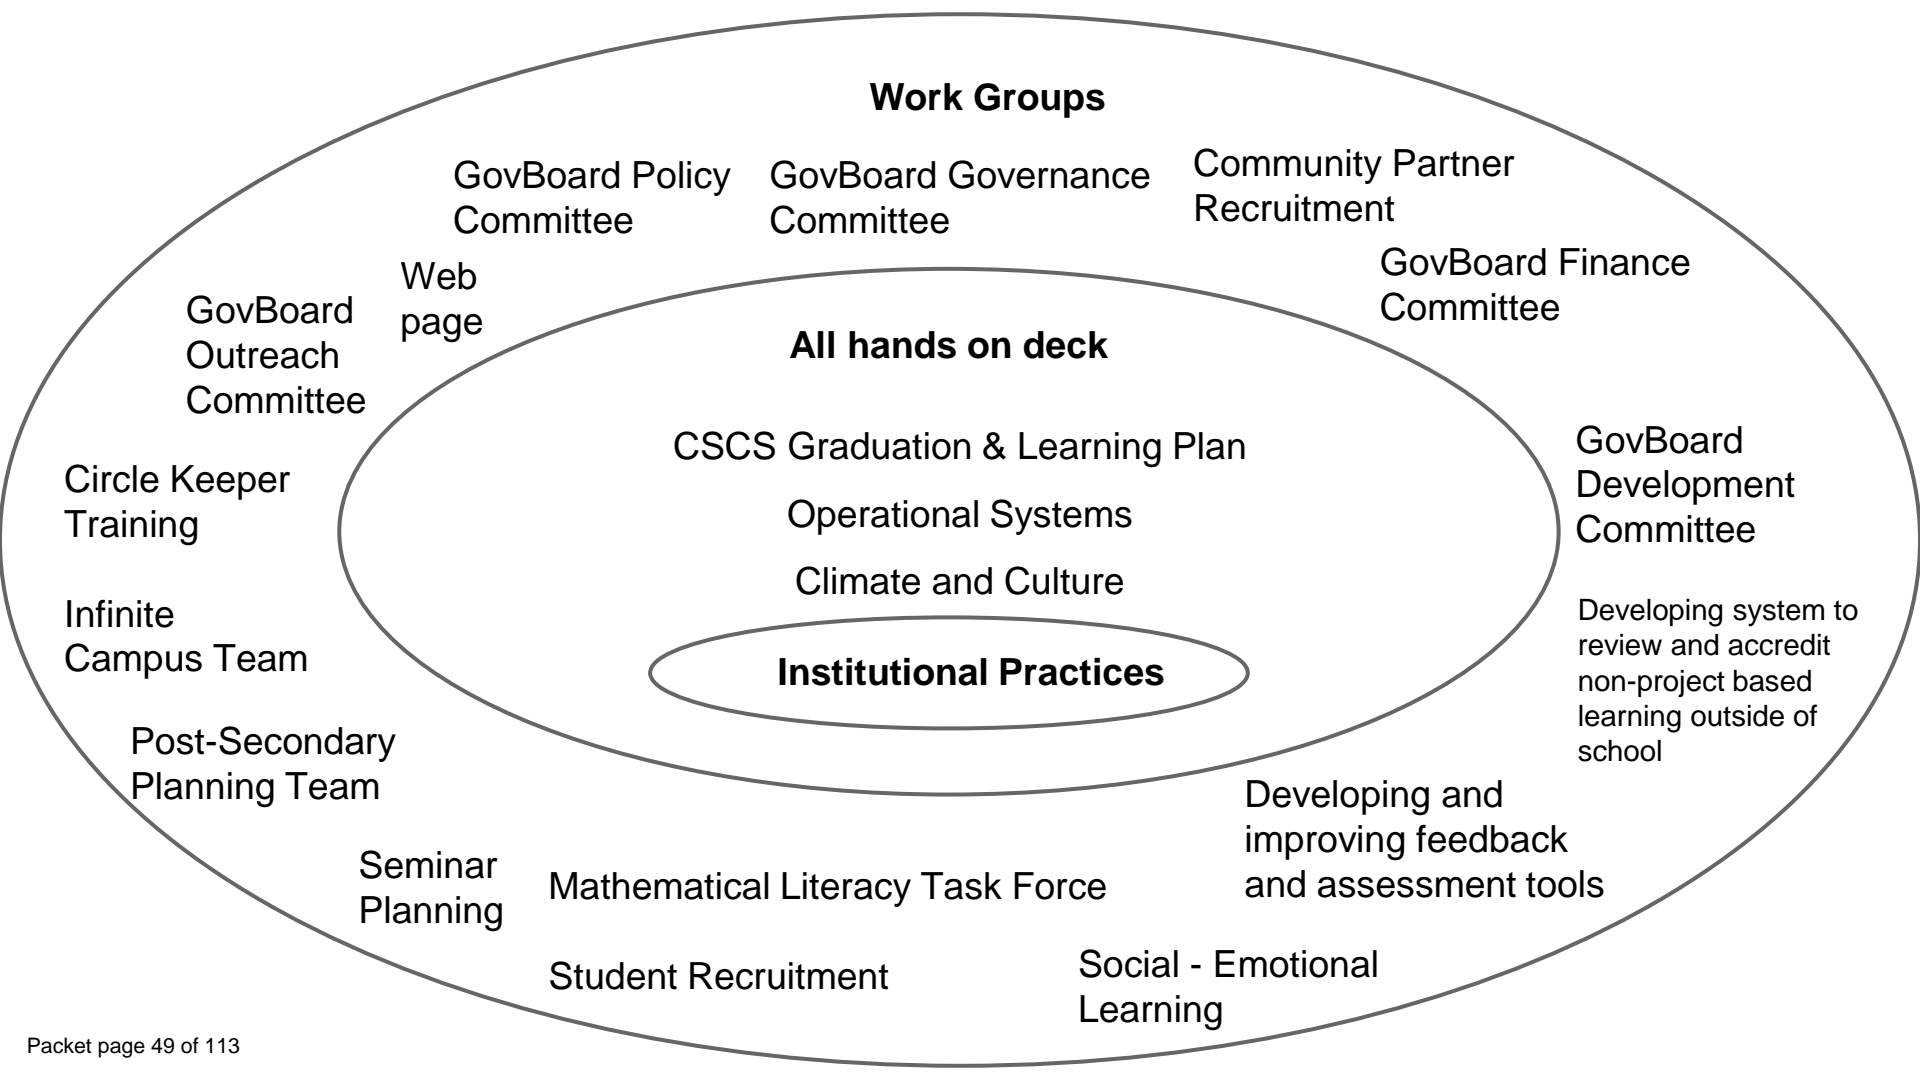 Work Groups
GovBoard Policy
Committee
GovBoard Governance
Committee
Community Partner
Recruitment
GovBoard Finance
Committee
Web
page
GovBoard
Outreach
Committee
All hands on deck
CSCS Graduation & Learning Plan
Operational Systems
Climate and Culture
Institutional Practices
GovBoard
Development
Committee
Circle Keeper
Training
Infinite
Campus Team
Developing system to
review and accredit
non-project based
learning outside of
school
Post-Secondary
Planning Team
Developing and
improving feedback
and assessment tools
Seminar
Planning
Mathematical Literacy Task Force
Student Recruitment
Social - Emotional
Learning
Packet page 49 of 113